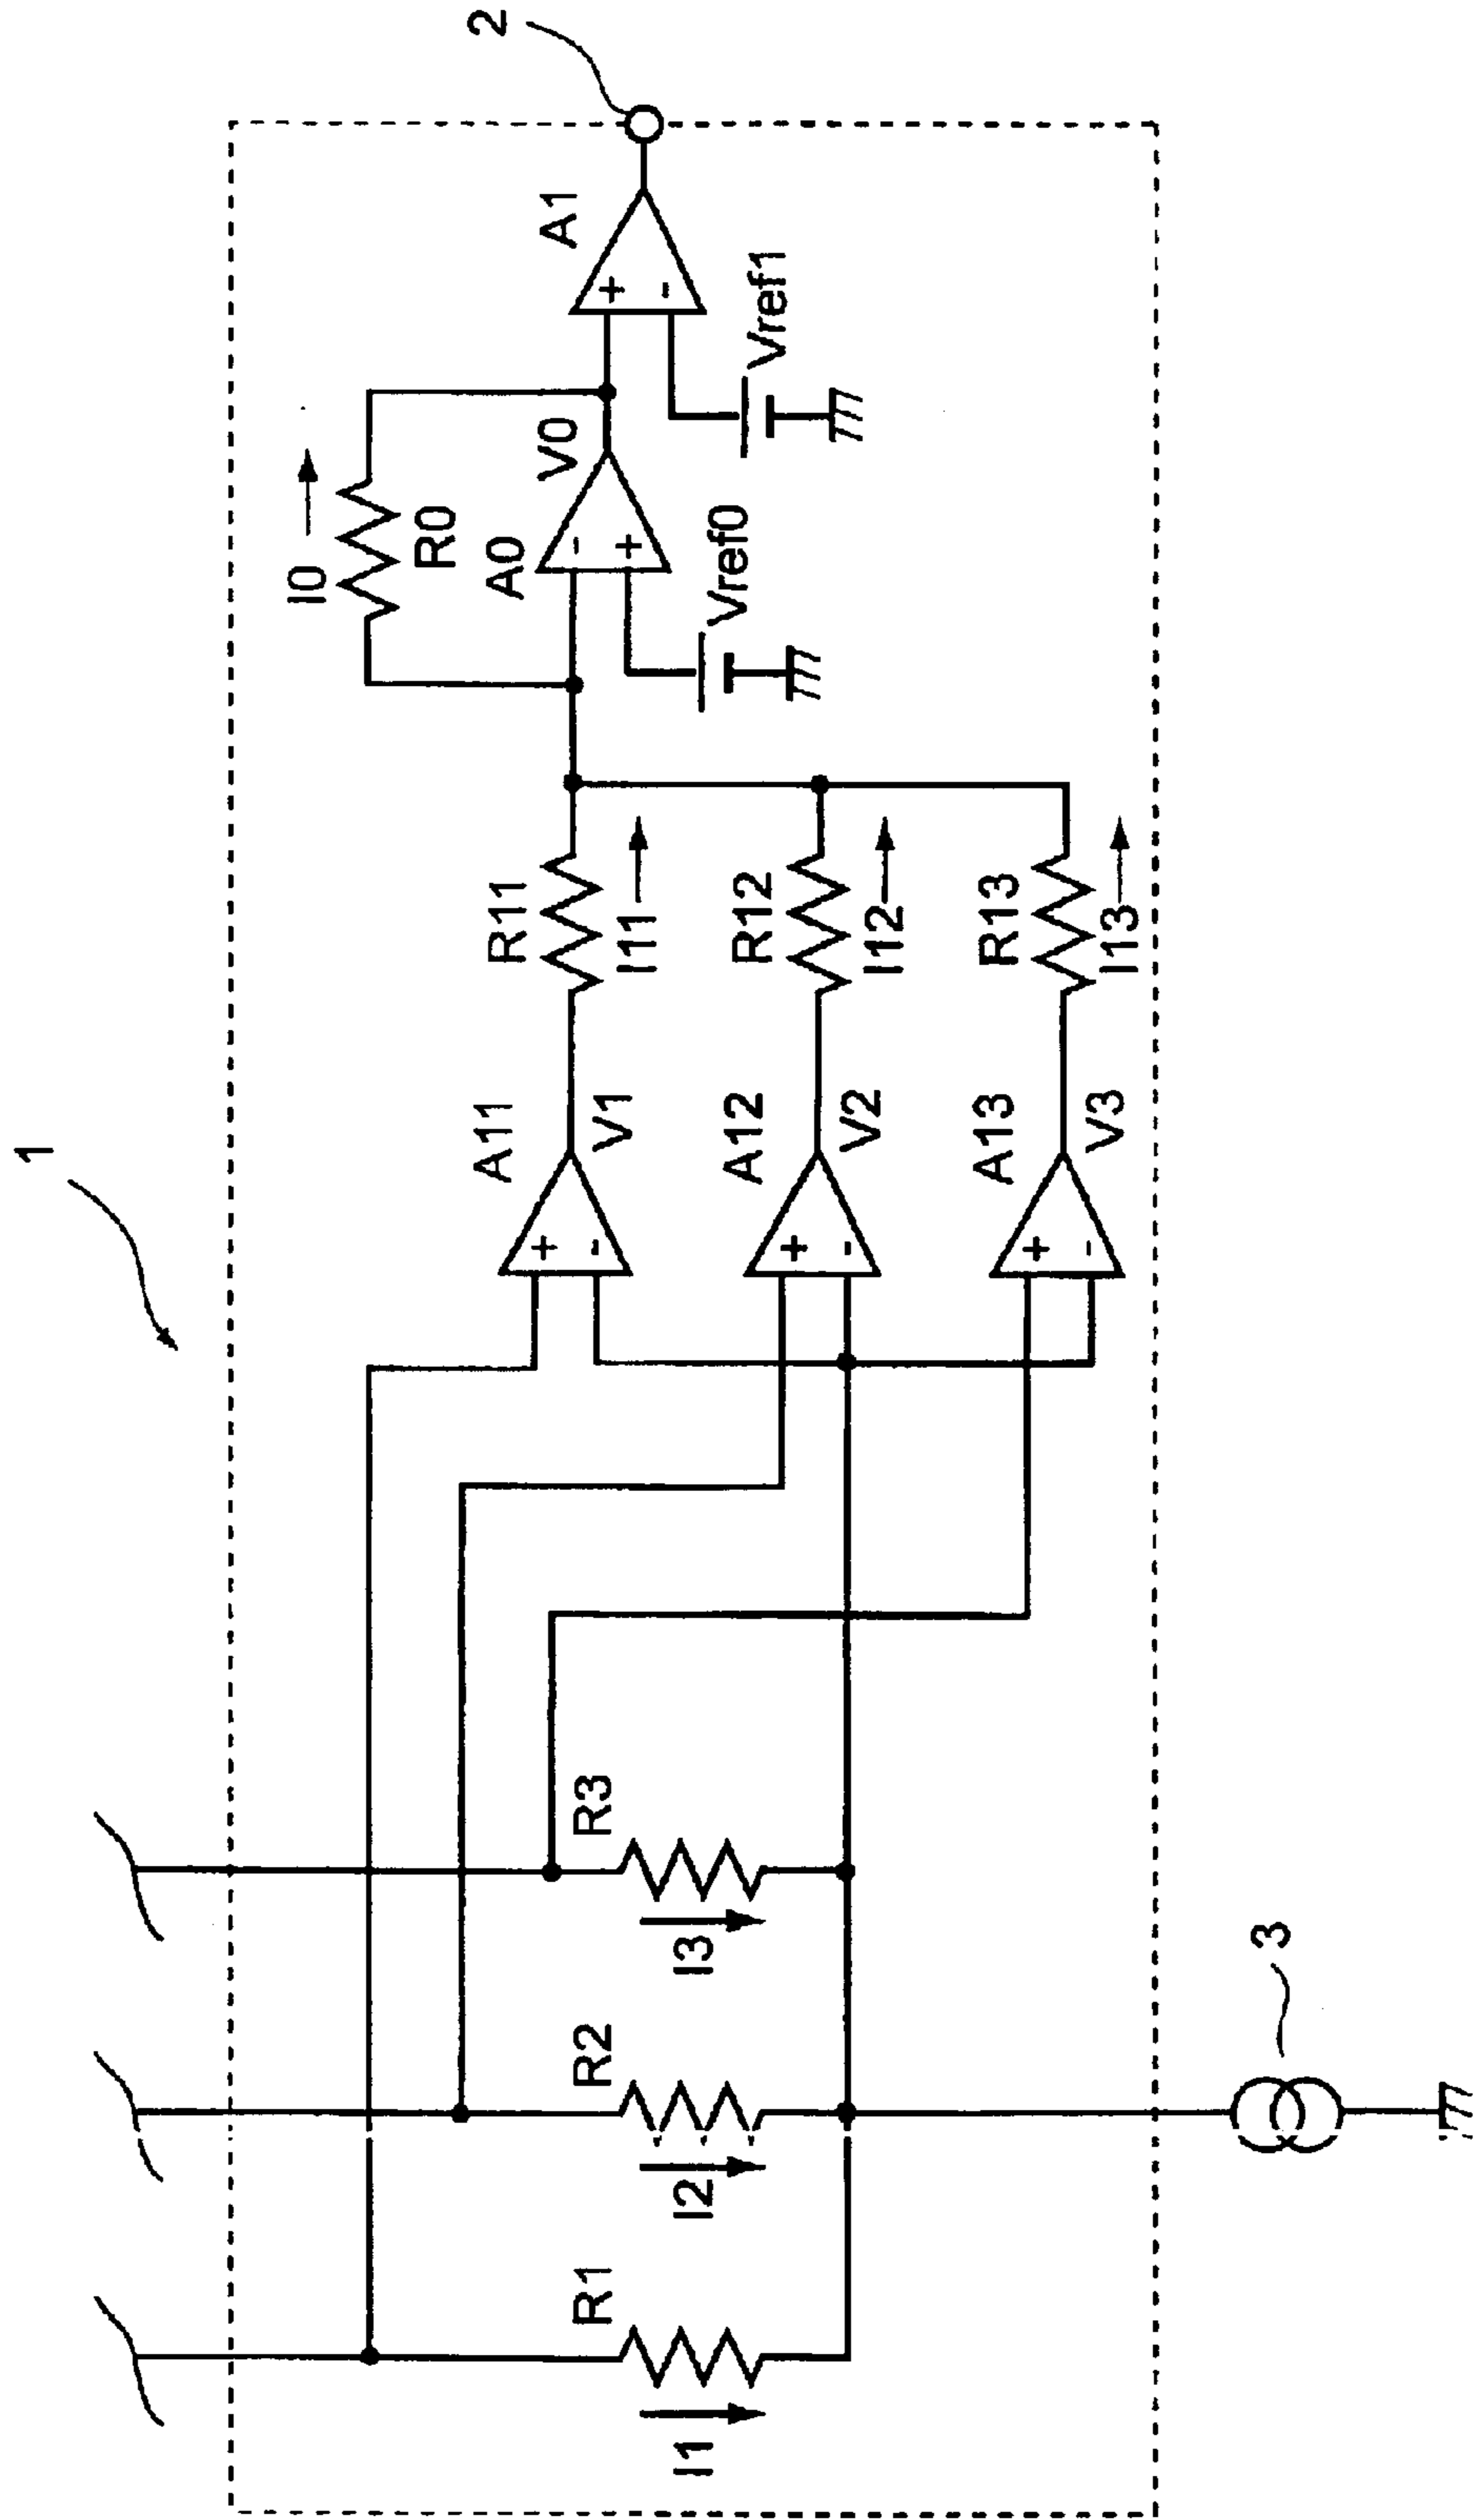 1
2
I0
R0
A0
V0
A1
+
-
-
+
Vref0
Vref1
A11
+
-
V1
R11
I11
A12
+
-
V2
R12
I12
A13
+
-
V3
R13
I13
R1
I1
R2
I2
R3
I3
3